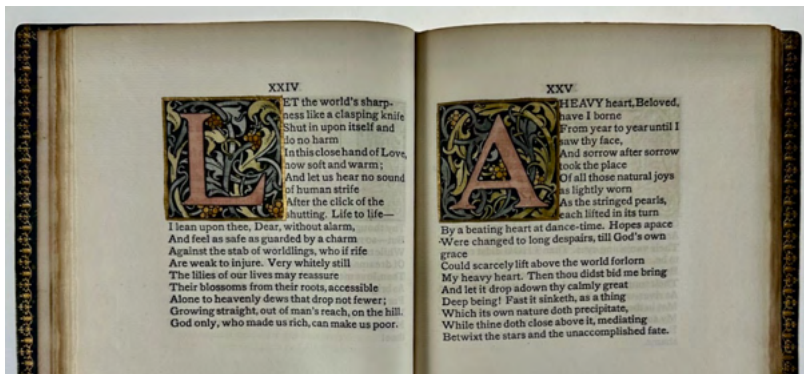 XXIV
LET the world's sharp-
ness like a clasping knife
Shut in upon itself and
do no harm
In this close hand of Love,
now soft and warm;
And let us hear no sound
of human strife
After the click of the
shutting. Life to life—
I lean upon thee, Dear, without alarm,
And feel as safe as guarded by a charm
Against the stab of worldlings, who if rife
Are weak to injure. Very whitely still
The lilies of our lives may reassure
Their blossoms from their roots, accessible
Alone to heavenly dews that drop not fewer;
Growing straight, out of man's reach, on the hill.
God only, who made us rich, can make us poor.
XXV
A HEAVY heart, Beloved,
have I borne
From year to year until I
saw thy face,
And sorrow after sorrow
took the place
Of all those natural joys
as lightly worn
As the stringed pearls,
each lifted in its turn
By a beating heart at dance-time. Hopes apace
Were changed to long despairs, till God's own
grace
Could scarcely lift above the world forlorn
My heavy heart. Then thou didst bid me bring
And let it drop adown thy calmly great
Deep being! Fast it sinketh, as a thing
Which its own nature doth precipitate,
While thine doth close above it, mediating
Betwixt the stars and the unaccomplished fate.